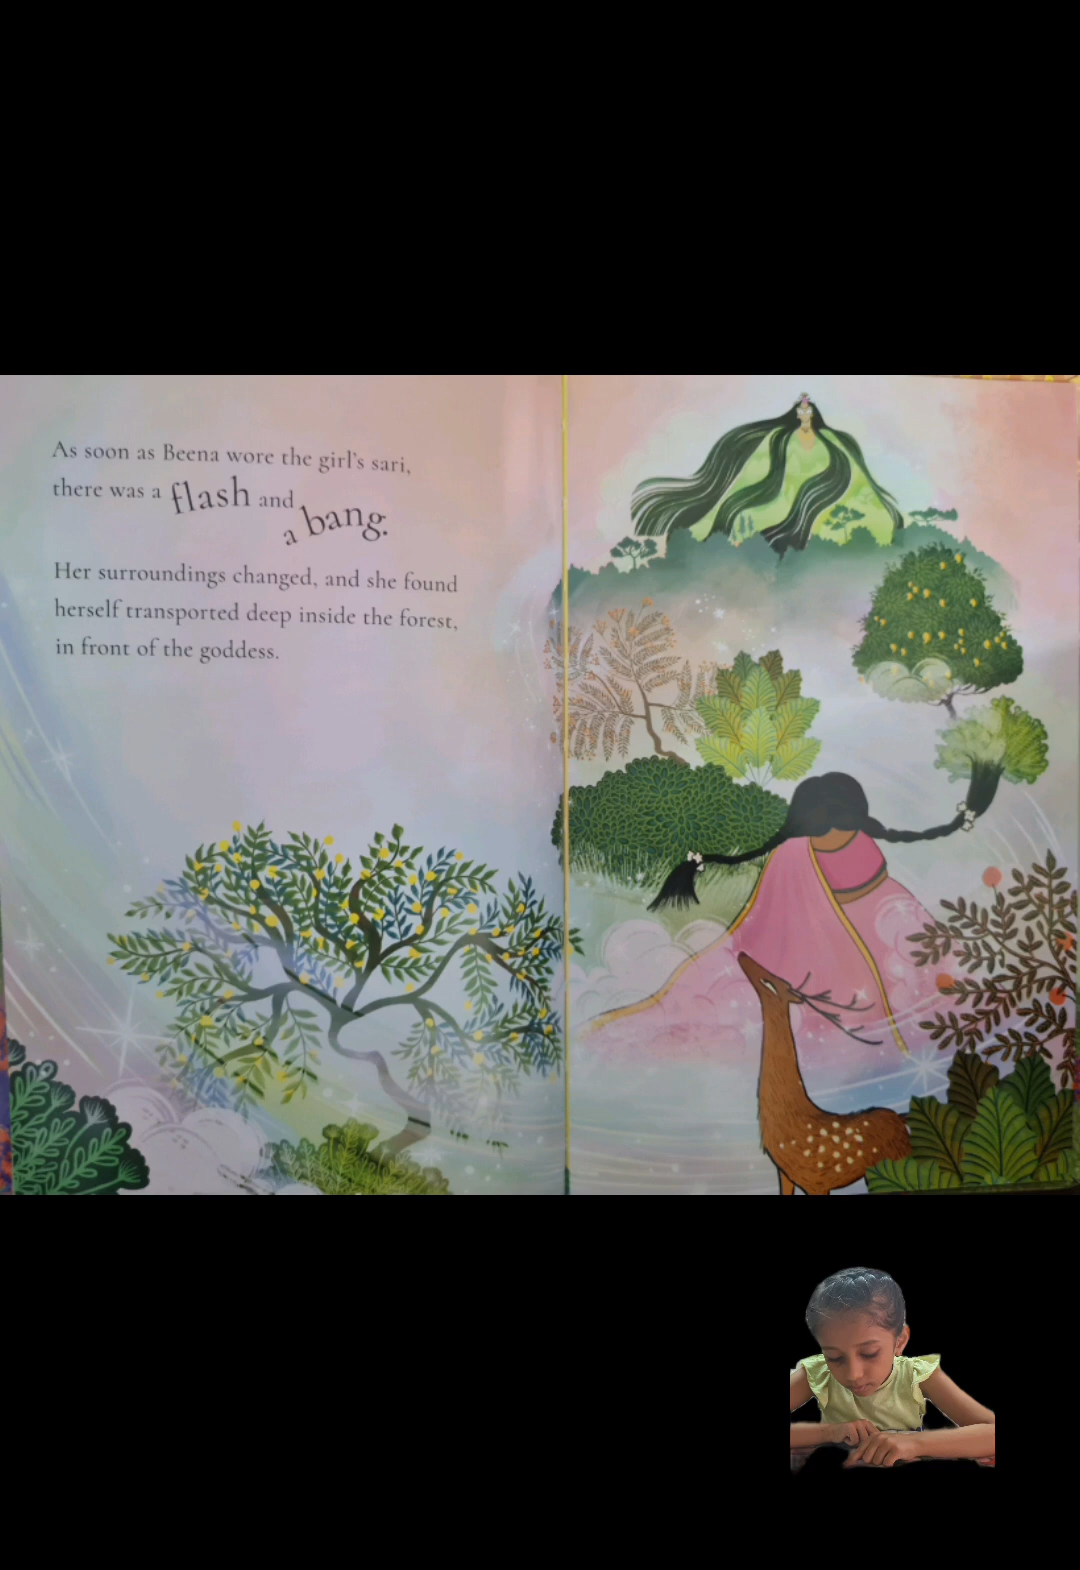 As soon as Beena wore the girl's sari,
there was a flash and
a bang.
Her surroundings changed, and she found
herself transported deep inside the forest,
in front of the goddess.